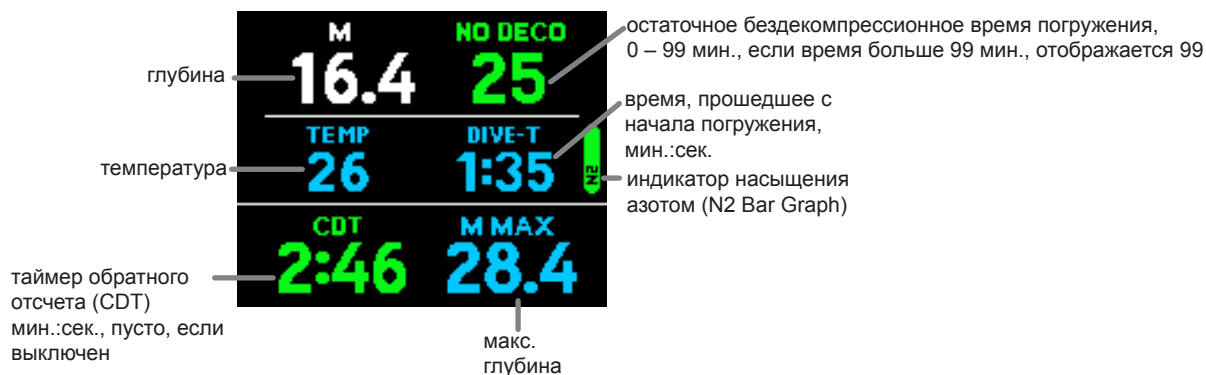 M NO DECO
16.4 25
TEMP DIVE-T
26 1:35
N2
CDT M MAX
2:46 28.4
глубина
температура
таймер обратного
отсчета (CDT)
мин.:сек., пусто, если
выключен
остаточное бездекомпрессионное время погружения,
0 – 99 мин., если время больше 99 мин., отображается 99
время, прошедшее с
начала погружения,
мин.:сек.
индикатор насыщения
азотом (N2 Bar Graph)
макс.
глубина